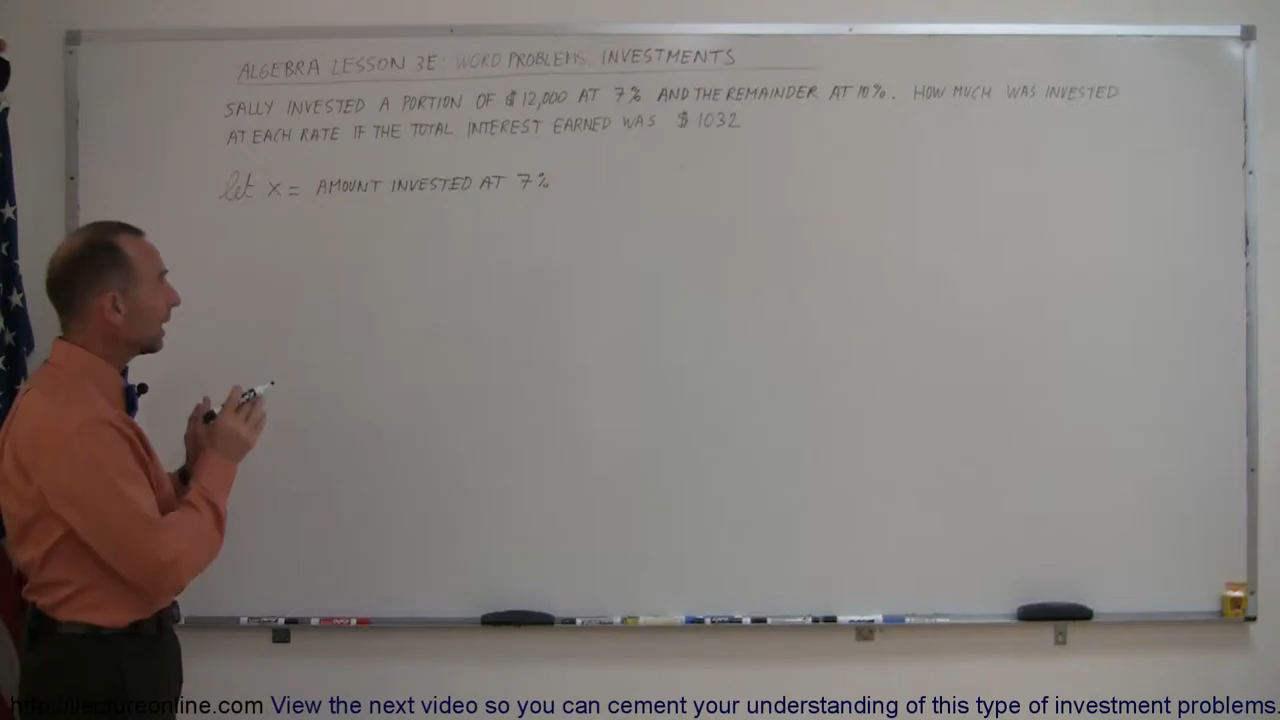 ALGEBRA LESSON 3E: WORD PROBLEMS: INVESTMENTS
SALLY INVESTED A PORTION OF $12,000 AT 7% AND THE REMAINDER AT 10%. HOW MUCH WAS INVESTED
AT EACH RATE IF THE TOTAL INTEREST EARNED WAS $1032
let x = AMOUNT INVESTED AT 7%
http://lectureonline.com View the next video so you can cement your understanding of this type of investment problems.